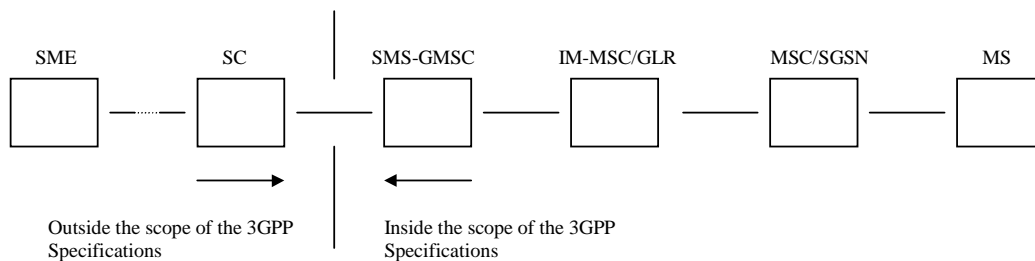 SME SC SMS-GMSC IM-MSC/GLR MSC/SGSN MS
Outside the scope of the 3GPP
Specifications
Inside the scope of the 3GPP
Specifications